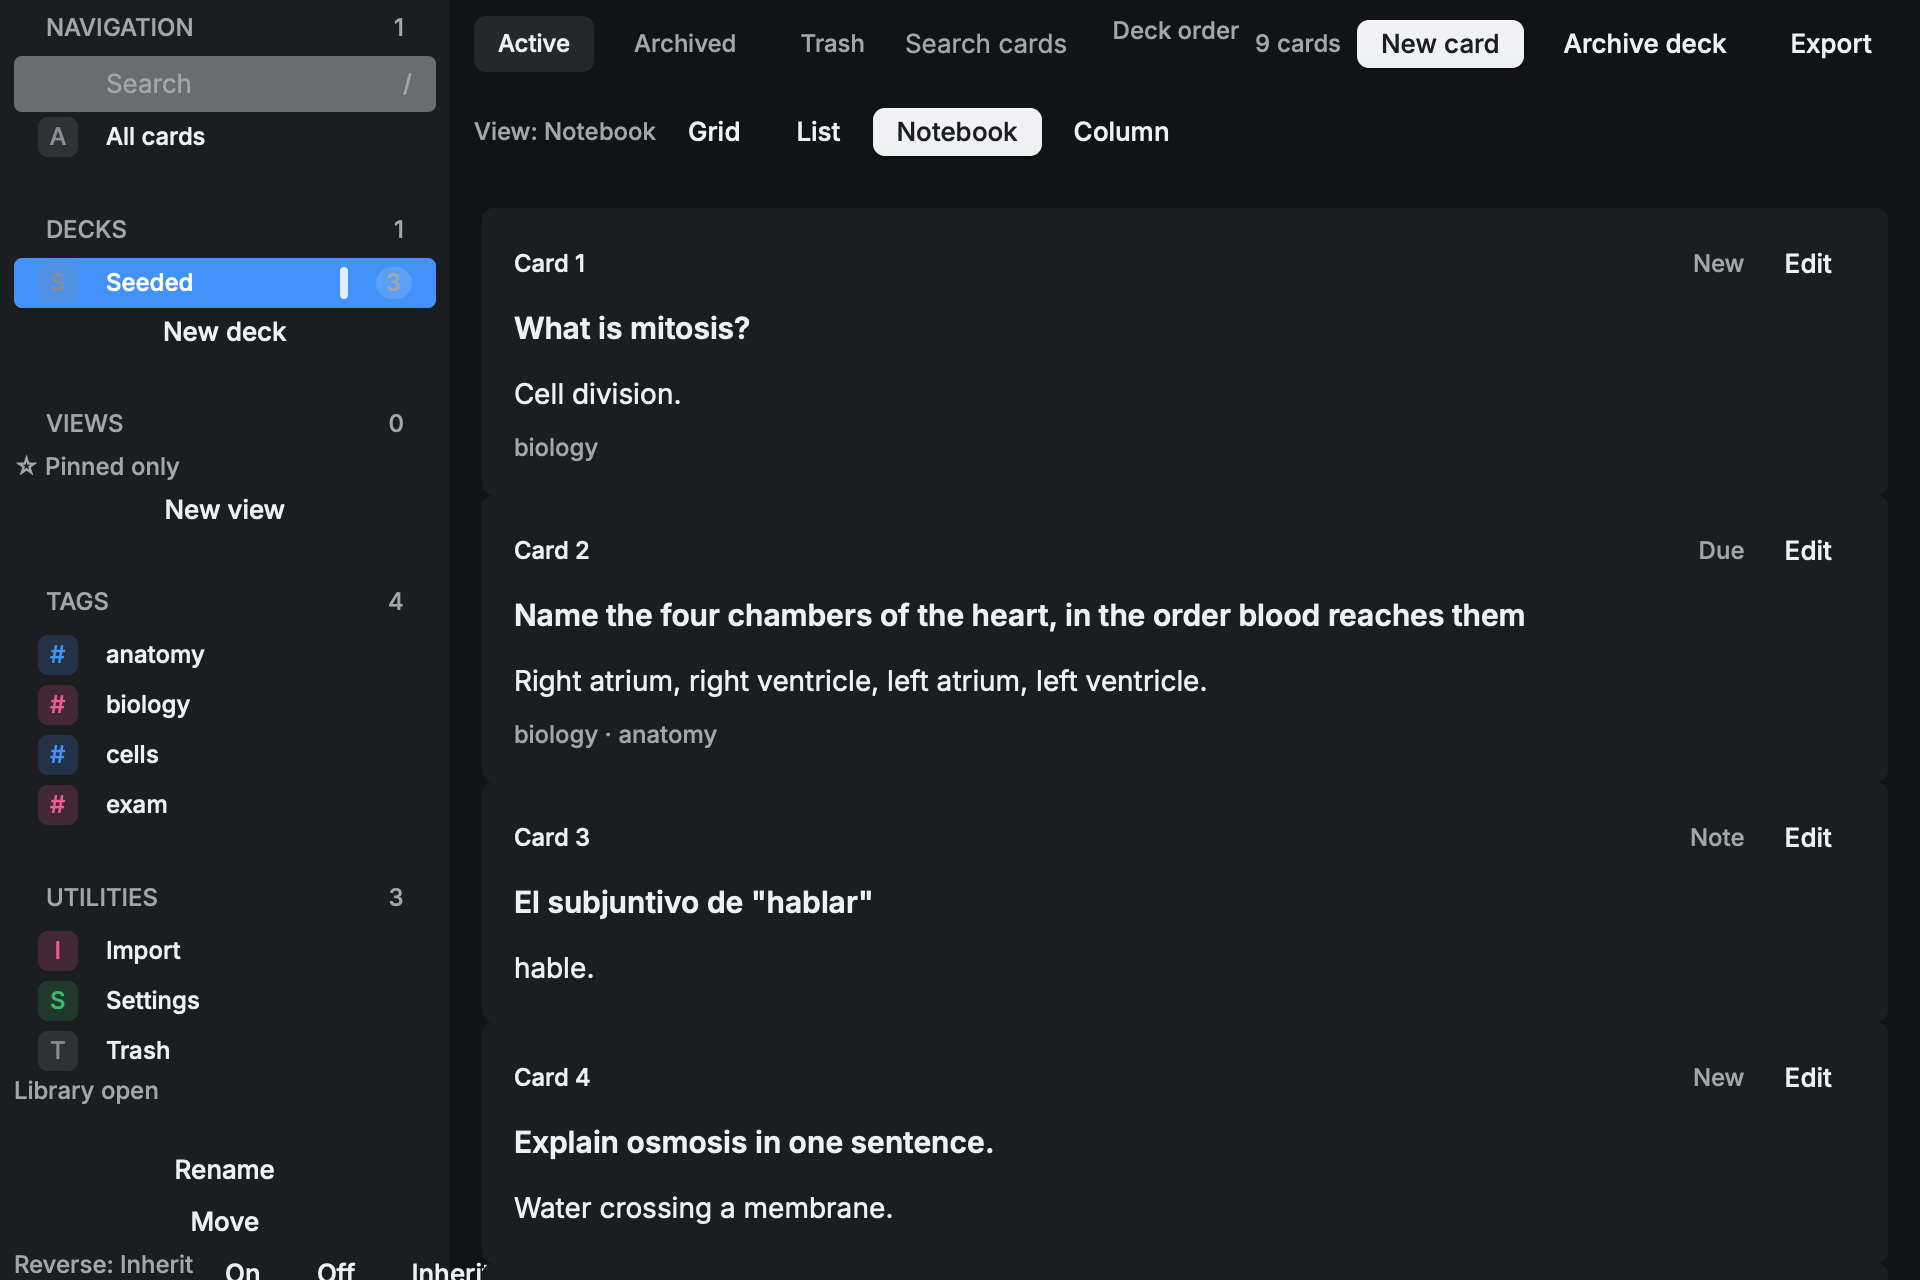 NAVIGATION 1
Search /
A All cards
DECKS 1
S Seeded 3
New deck
VIEWS 0
☆ Pinned only
New view
TAGS 4
# anatomy
# biology
# cells
# exam
UTILITIES 3
I Import
S Settings
T Trash
Library open
Rename
Move
Reverse: Inherit On Off Inherit
Active Archived Trash Search cards Deck order 9 cards New card Archive deck Export
View: Notebook Grid List Notebook Column
Card 1 New Edit
What is mitosis?
Cell division.
biology
Card 2 Due Edit
Name the four chambers of the heart, in the order blood reaches them
Right atrium, right ventricle, left atrium, left ventricle.
biology · anatomy
Card 3 Note Edit
El subjuntivo de "hablar"
hable.
Card 4 New Edit
Explain osmosis in one sentence.
Water crossing a membrane.